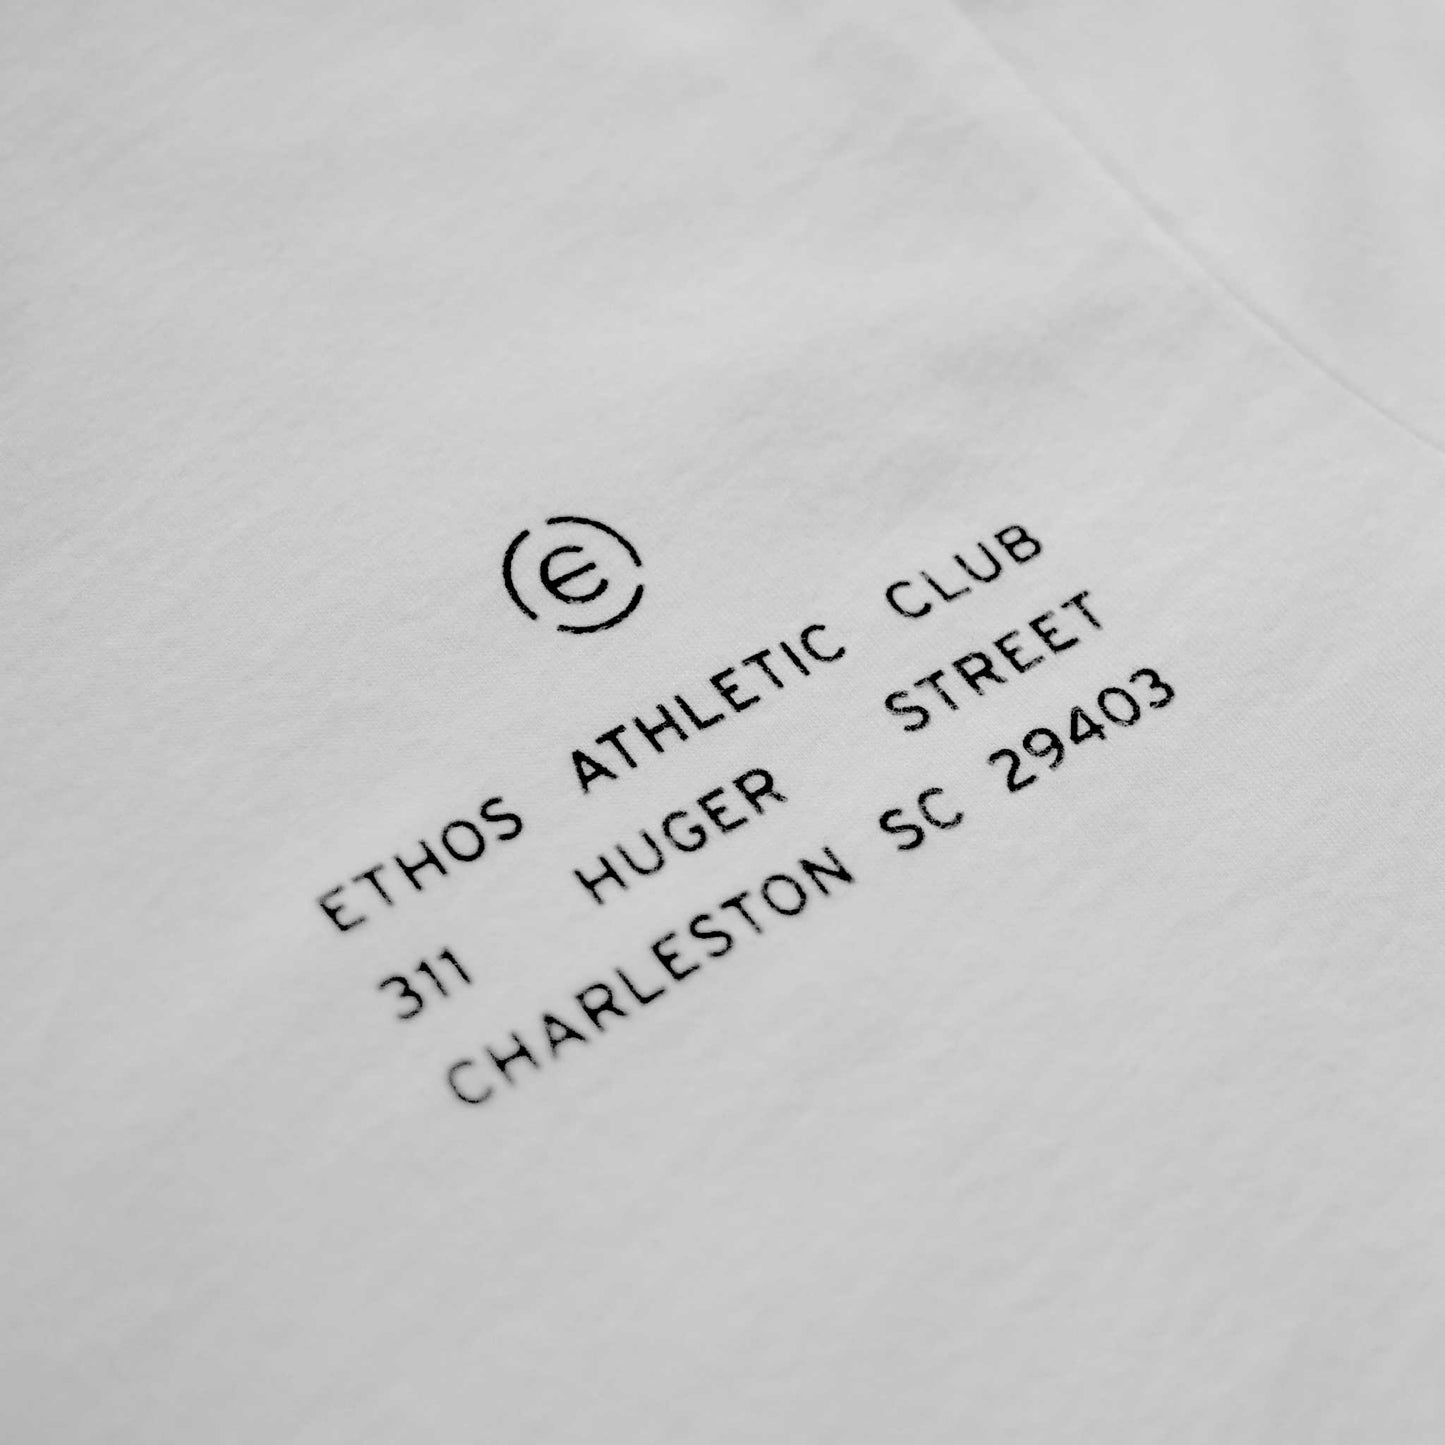 E
ETHOS ATHLETIC CLUB
311 HUGER STREET
CHARLESTON SC 29403